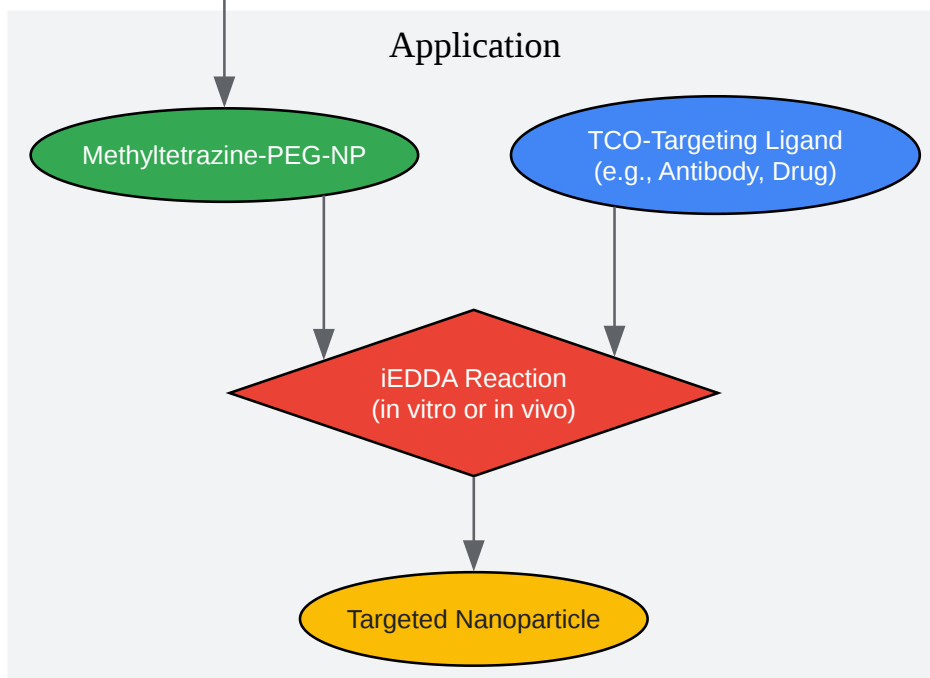 Application
Methyltetrazine-PEG-NP
TCO-Targeting Ligand
(e.g., Antibody, Drug)
iEDDA Reaction
(in vitro or in vivo)
Targeted Nanoparticle